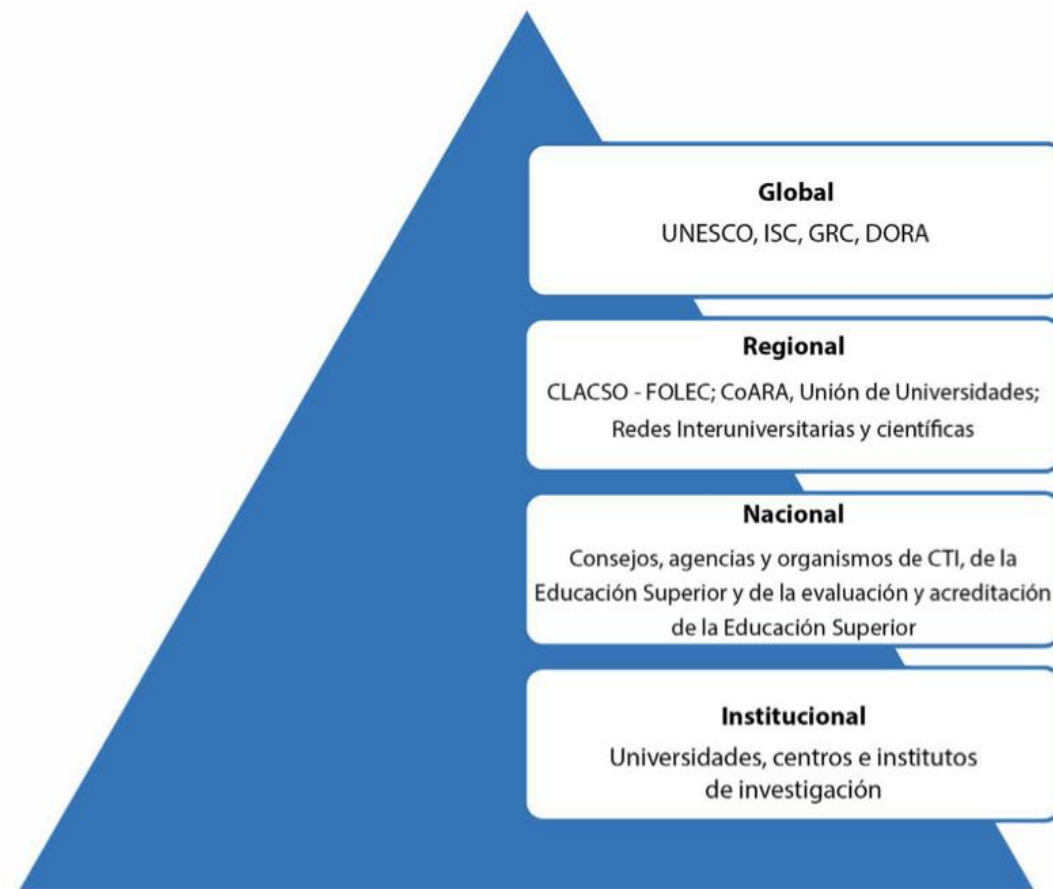 Global
UNESCO, ISC, GRC, DORA
Regional
CLACSO - FOLEC; CoARA, Unión de Universidades;
Redes Interuniversitarias y científicas
Nacional
Consejos, agencias y organismos de CTI, de la
Educación Superior y de la evaluación y acreditación
de la Educación Superior
Institucional
Universidades, centros e institutos
de investigación